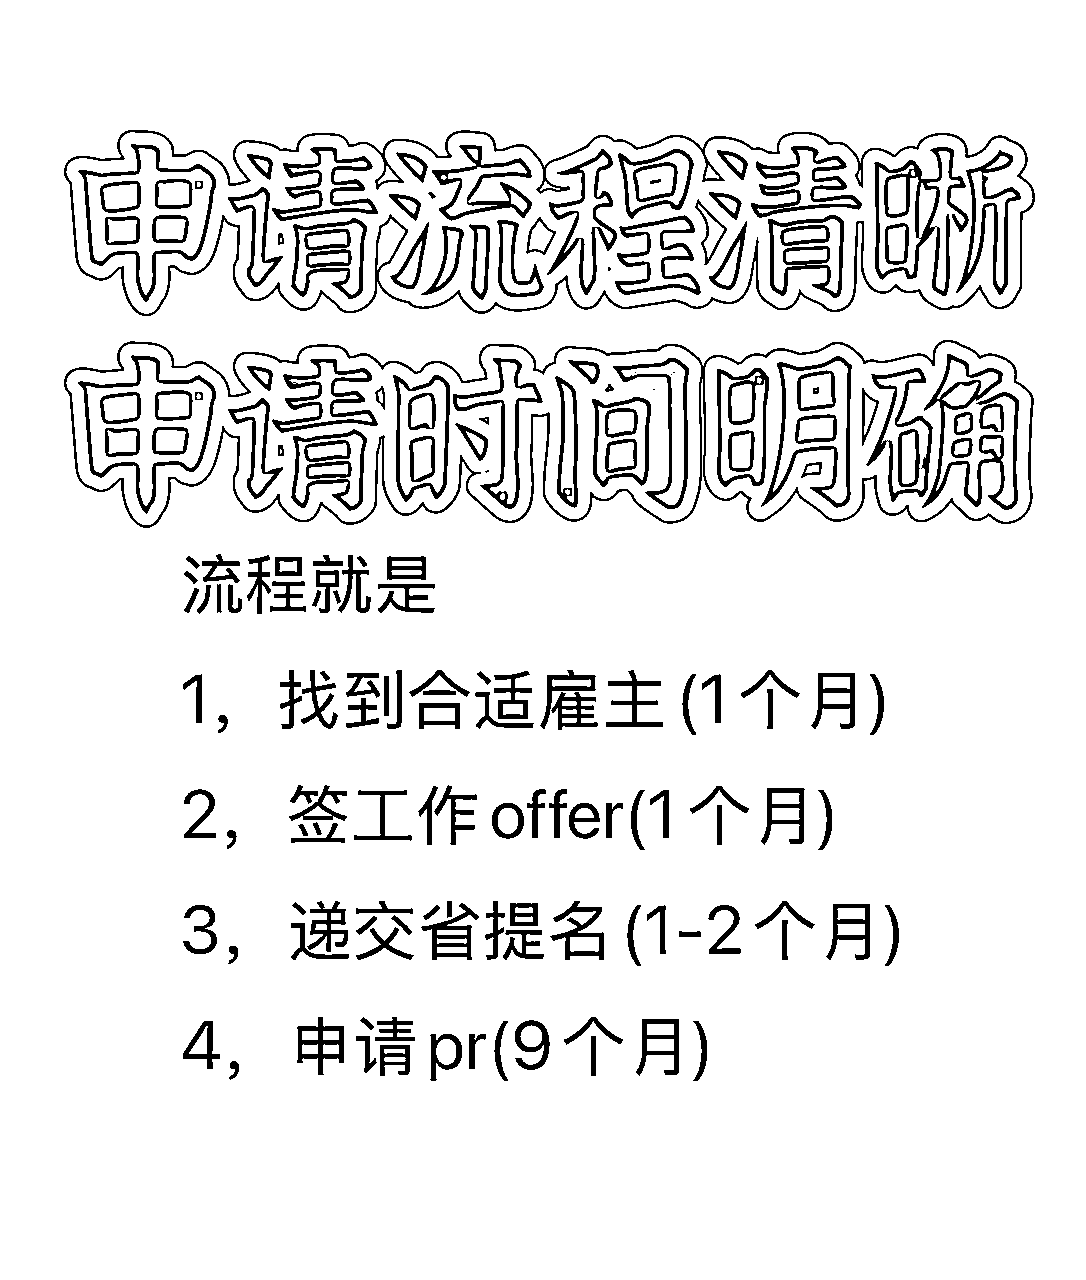 申请流程清晰
申请时间明确
流程就是
1，找到合适雇主(1个月)
2，签工作offer(1个月)
3，递交省提名(1-2个月)
4，申请pr(9个月)